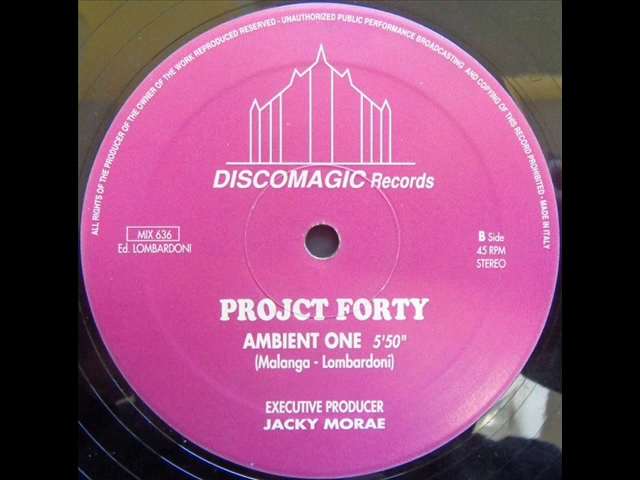 ALL RIGHTS OF THE PRODUCER OF THE OWNER OF THE WORK REPRODUCED RESERVED - UNAUTHORIZED PUBLIC PERFORMANCE BROADCASTING AND COPYING OF THIS RECORD PROHIBITED - MADE IN ITALY
DISCOMAGIC Records
MIX 636
Ed. LOMBARDONI
B Side
45 RPM
STEREO
PROJCT FORTY
AMBIENT ONE 5'50"
(Malanga - Lombardoni)
EXECUTIVE PRODUCER
JACKY MORAE